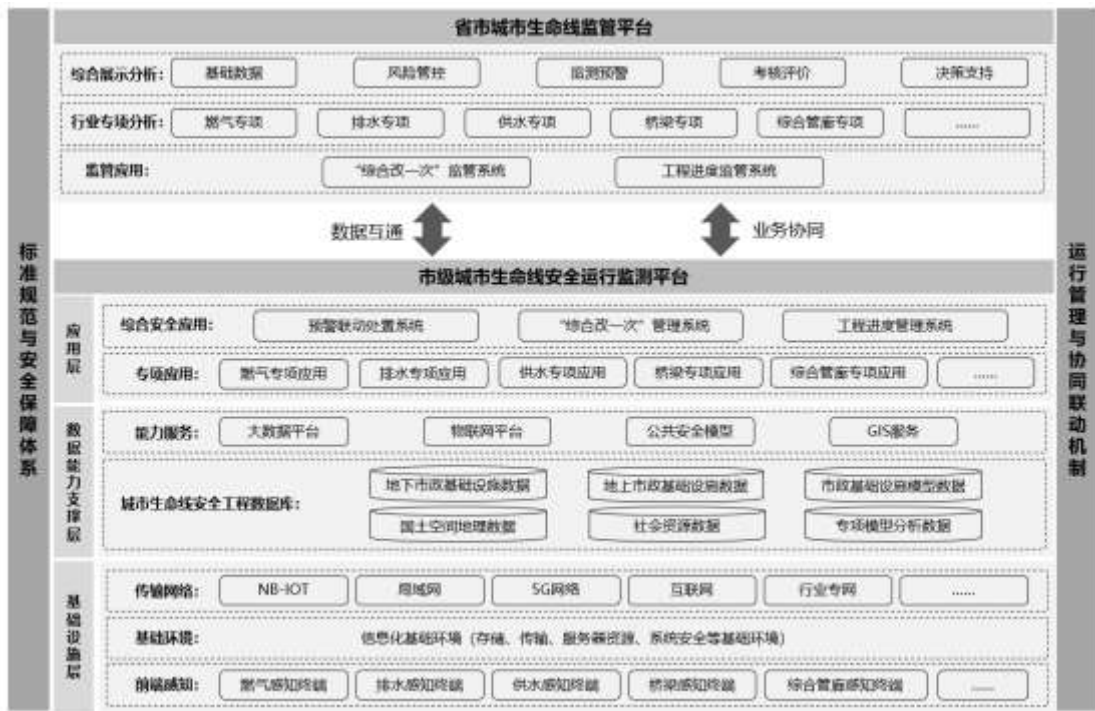 省市城市生命线监管平台
综合展示分析： 基础数据 风险管控 监测预警 考核评价 决策支持
行业专项分析： 燃气专项 排水专项 供水专项 桥梁专项 综合管廊专项 ......
监管应用： “综合改一次”监管系统 工程进度监管系统
数据互通 业务协同
市级城市生命线安全运行监测平台
应用层
综合安全应用： 预警联动处置系统 “综合改一次”管理系统 工程进度管理系统
专项应用： 燃气专项应用 排水专项应用 供水专项应用 桥梁专项应用 综合管廊专项应用 ......
数据能力支撑层
能力服务： 大数据平台 物联网平台 公共安全模型 GIS服务
城市生命线安全工程数据库： 地下市政基础设施数据 地上市政基础设施数据 市政基础设施模型数据
国土空间地理数据 社会资源数据 专项模型分析数据
基础设施层
传输网络： NB-IOT 局域网 5G网络 互联网 行业专网 ......
基础环境： 信息化基础环境（存储、传输、服务器资源、系统安全等基础环境）
前端感知： 燃气感知终端 排水感知终端 供水感知终端 桥梁感知终端 综合管廊感知终端 ......
标准规范与安全保障体系
运行管理与协同联动机制